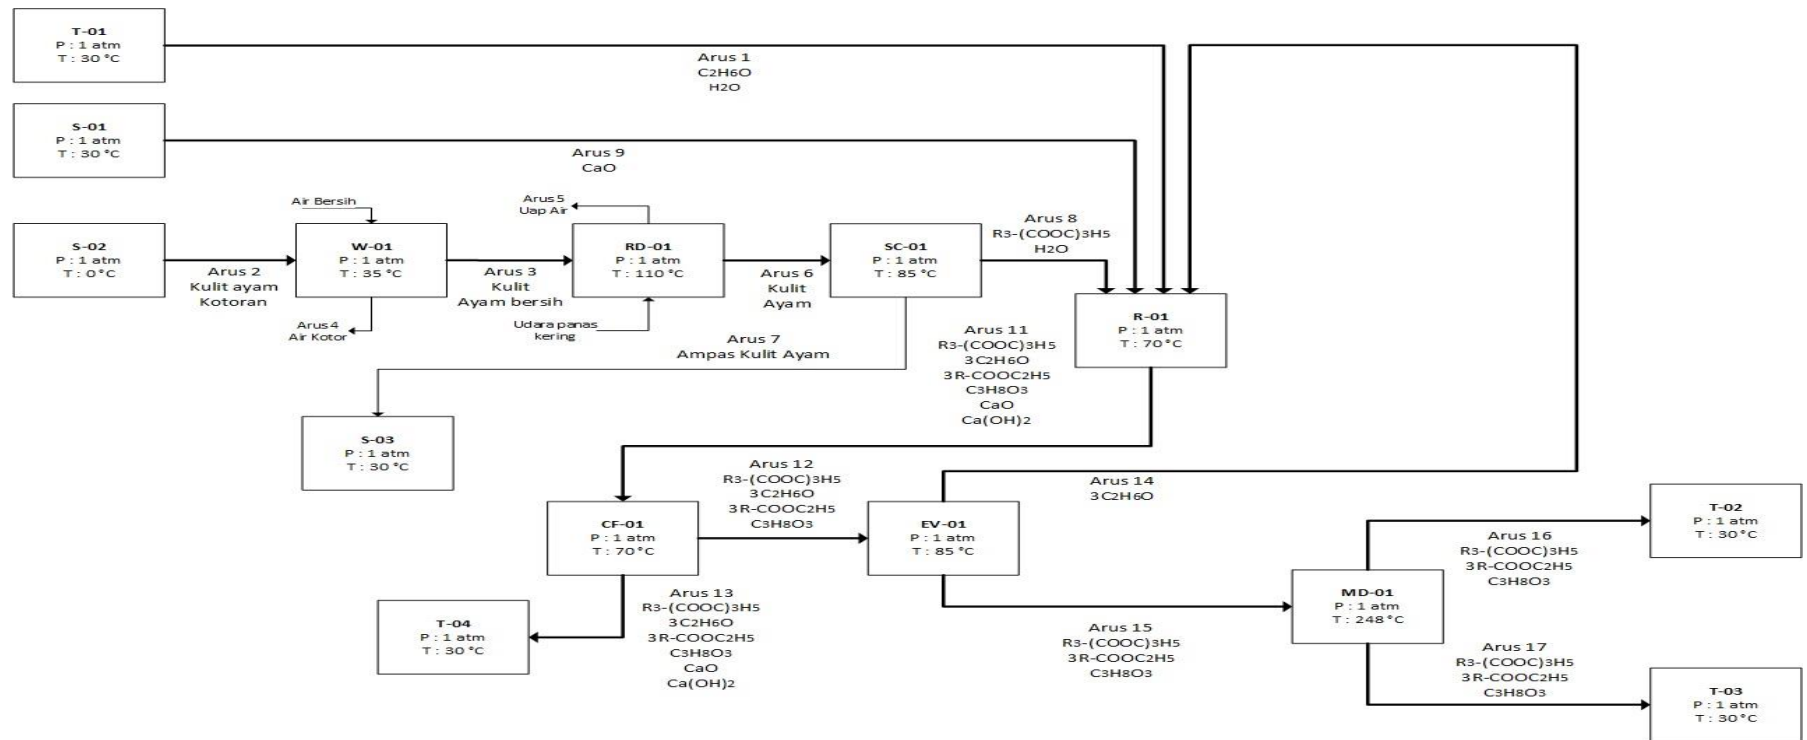 T-01
P : 1 atm
T : 30 °C
Arus 1
C2H6O
H2O
S-01
P : 1 atm
T : 30 °C
Arus 9
CaO
S-02
P : 1 atm
T : 0 °C
Arus 2
Kulit ayam
Kotoran
Air Bersih
W-01
P : 1 atm
T : 35 °C
Arus 4
Air Kotor
Arus 3
Kulit
Ayam bersih
Arus 5
Uap Air
RD-01
P : 1 atm
T : 110 °C
Udara panas
kering
Arus 6
Kulit
Ayam
SC-01
P : 1 atm
T : 85 °C
Arus 8
R3-(COOC)3H5
H2O
Arus 7
Ampas Kulit Ayam
S-03
P : 1 atm
T : 30 °C
R-01
P : 1 atm
T : 70 °C
Arus 11
R3-(COOC)3H5
3C2H6O
3R-COOC2H5
C3H8O3
CaO
Ca(OH)2
CF-01
P : 1 atm
T : 70 °C
Arus 12
R3-(COOC)3H5
3C2H6O
3R-COOC2H5
C3H8O3
EV-01
P : 1 atm
T : 85 °C
Arus 14
3C2H6O
Arus 13
R3-(COOC)3H5
3C2H6O
3R-COOC2H5
C3H8O3
CaO
Ca(OH)2
T-04
P : 1 atm
T : 30 °C
Arus 15
R3-(COOC)3H5
3R-COOC2H5
C3H8O3
MD-01
P : 1 atm
T : 248 °C
Arus 16
R3-(COOC)3H5
3R-COOC2H5
C3H8O3
T-02
P : 1 atm
T : 30 °C
Arus 17
R3-(COOC)3H5
3R-COOC2H5
C3H8O3
T-03
P : 1 atm
T : 30 °C